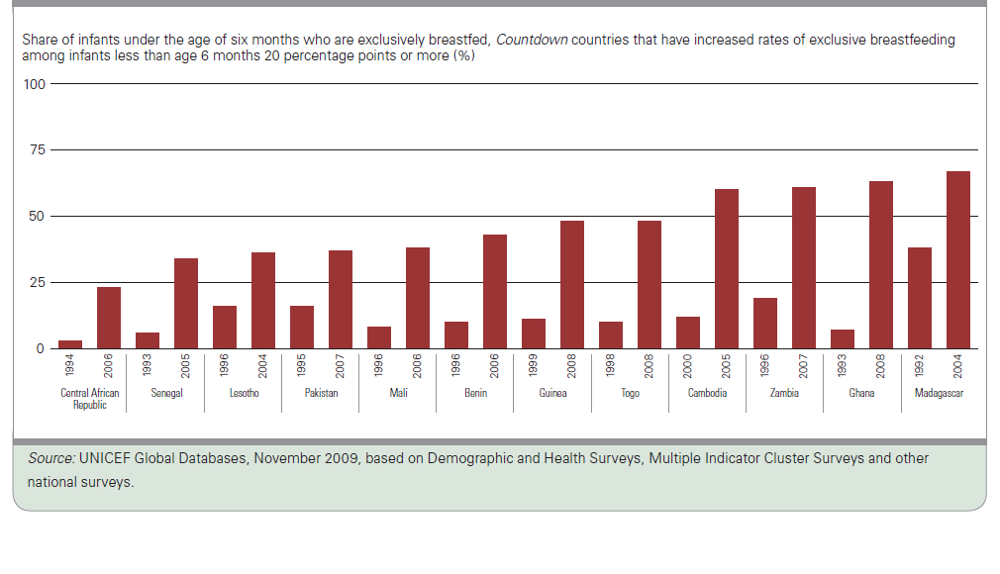 Share of infants under the age of six months who are exclusively breastfed, Countdown countries that have increased rates of exclusive breastfeeding
among infants less than age 6 months 20 percentage points or more (%)
100
75
50
25
0
1994 2006 1993 2005 1996 2004 1995 2007 1996 2006 1996 2006 1999 2008 1998 2008 2000 2005 1996 2007 1993 2008 1992 2004
Central African Senegal Lesotho Pakistan Mali Benin Guinea Togo Cambodia Zambia Ghana Madagascar
Republic
Source: UNICEF Global Databases, November 2009, based on Demographic and Health Surveys, Multiple Indicator Cluster Surveys and other
national surveys.